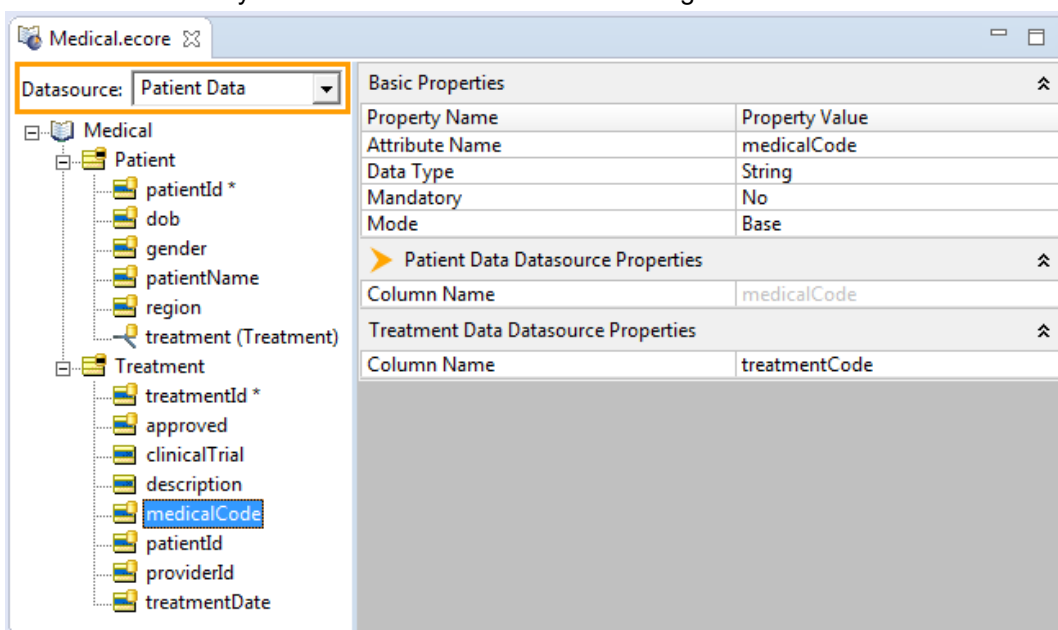 Medical.ecore
Datasource: Patient Data
Medical
Patient
patientId *
dob
gender
patientName
region
treatment (Treatment)
Treatment
treatmentId *
approved
clinicalTrial
description
medicalCode
patientId
providerId
treatmentDate
Basic Properties
Property Name Property Value
Attribute Name medicalCode
Data Type String
Mandatory No
Mode Base
Patient Data Datasource Properties
Column Name medicalCode
Treatment Data Datasource Properties
Column Name treatmentCode